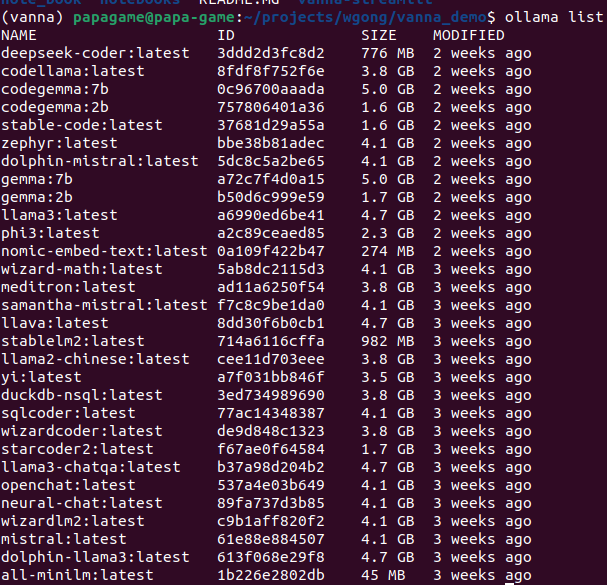 note_book notebooks README.MD vanna-streamlit
(vanna) papagame@papa-game:~/projects/wgong/vanna_demo$ ollama list
NAME ID SIZE MODIFIED
deepseek-coder:latest 3ddd2d3fc8d2 776 MB 2 weeks ago
codellama:latest 8fdf8f752f6e 3.8 GB 2 weeks ago
codegemma:7b 0c96700aaada 5.0 GB 2 weeks ago
codegemma:2b 757806401a36 1.6 GB 2 weeks ago
stable-code:latest 37681d29a55a 1.6 GB 2 weeks ago
zephyr:latest bbe38b81adec 4.1 GB 2 weeks ago
dolphin-mistral:latest 5dc8c5a2be65 4.1 GB 2 weeks ago
gemma:7b a72c7f4d0a15 5.0 GB 2 weeks ago
gemma:2b b50d6c999e59 1.7 GB 2 weeks ago
llama3:latest a6990ed6be41 4.7 GB 2 weeks ago
phi3:latest a2c89ceaed85 2.3 GB 2 weeks ago
nomic-embed-text:latest 0a109f422b47 274 MB 2 weeks ago
wizard-math:latest 5ab8dc2115d3 4.1 GB 3 weeks ago
meditron:latest ad11a6250f54 3.8 GB 3 weeks ago
samantha-mistral:latest f7c8c9be1da0 4.1 GB 3 weeks ago
llava:latest 8dd30f6b0cb1 4.7 GB 3 weeks ago
stablelm2:latest 714a6116cffa 982 MB 3 weeks ago
llama2-chinese:latest cee11d703eee 3.8 GB 3 weeks ago
yi:latest a7f031bb846f 3.5 GB 3 weeks ago
duckdb-nsql:latest 3ed734989690 3.8 GB 3 weeks ago
sqlcoder:latest 77ac14348387 4.1 GB 3 weeks ago
wizardcoder:latest de9d848c1323 3.8 GB 3 weeks ago
starcoder2:latest f67ae0f64584 1.7 GB 3 weeks ago
llama3-chatqa:latest b37a98d204b2 4.7 GB 3 weeks ago
openchat:latest 537a4e03b649 4.1 GB 3 weeks ago
neural-chat:latest 89fa737d3b85 4.1 GB 3 weeks ago
wizardlm2:latest c9b1aff820f2 4.1 GB 3 weeks ago
mistral:latest 61e88e884507 4.1 GB 3 weeks ago
dolphin-llama3:latest 613f068e29f8 4.7 GB 3 weeks ago
all-minilm:latest 1b226e2802db 45 MB 3 weeks ago